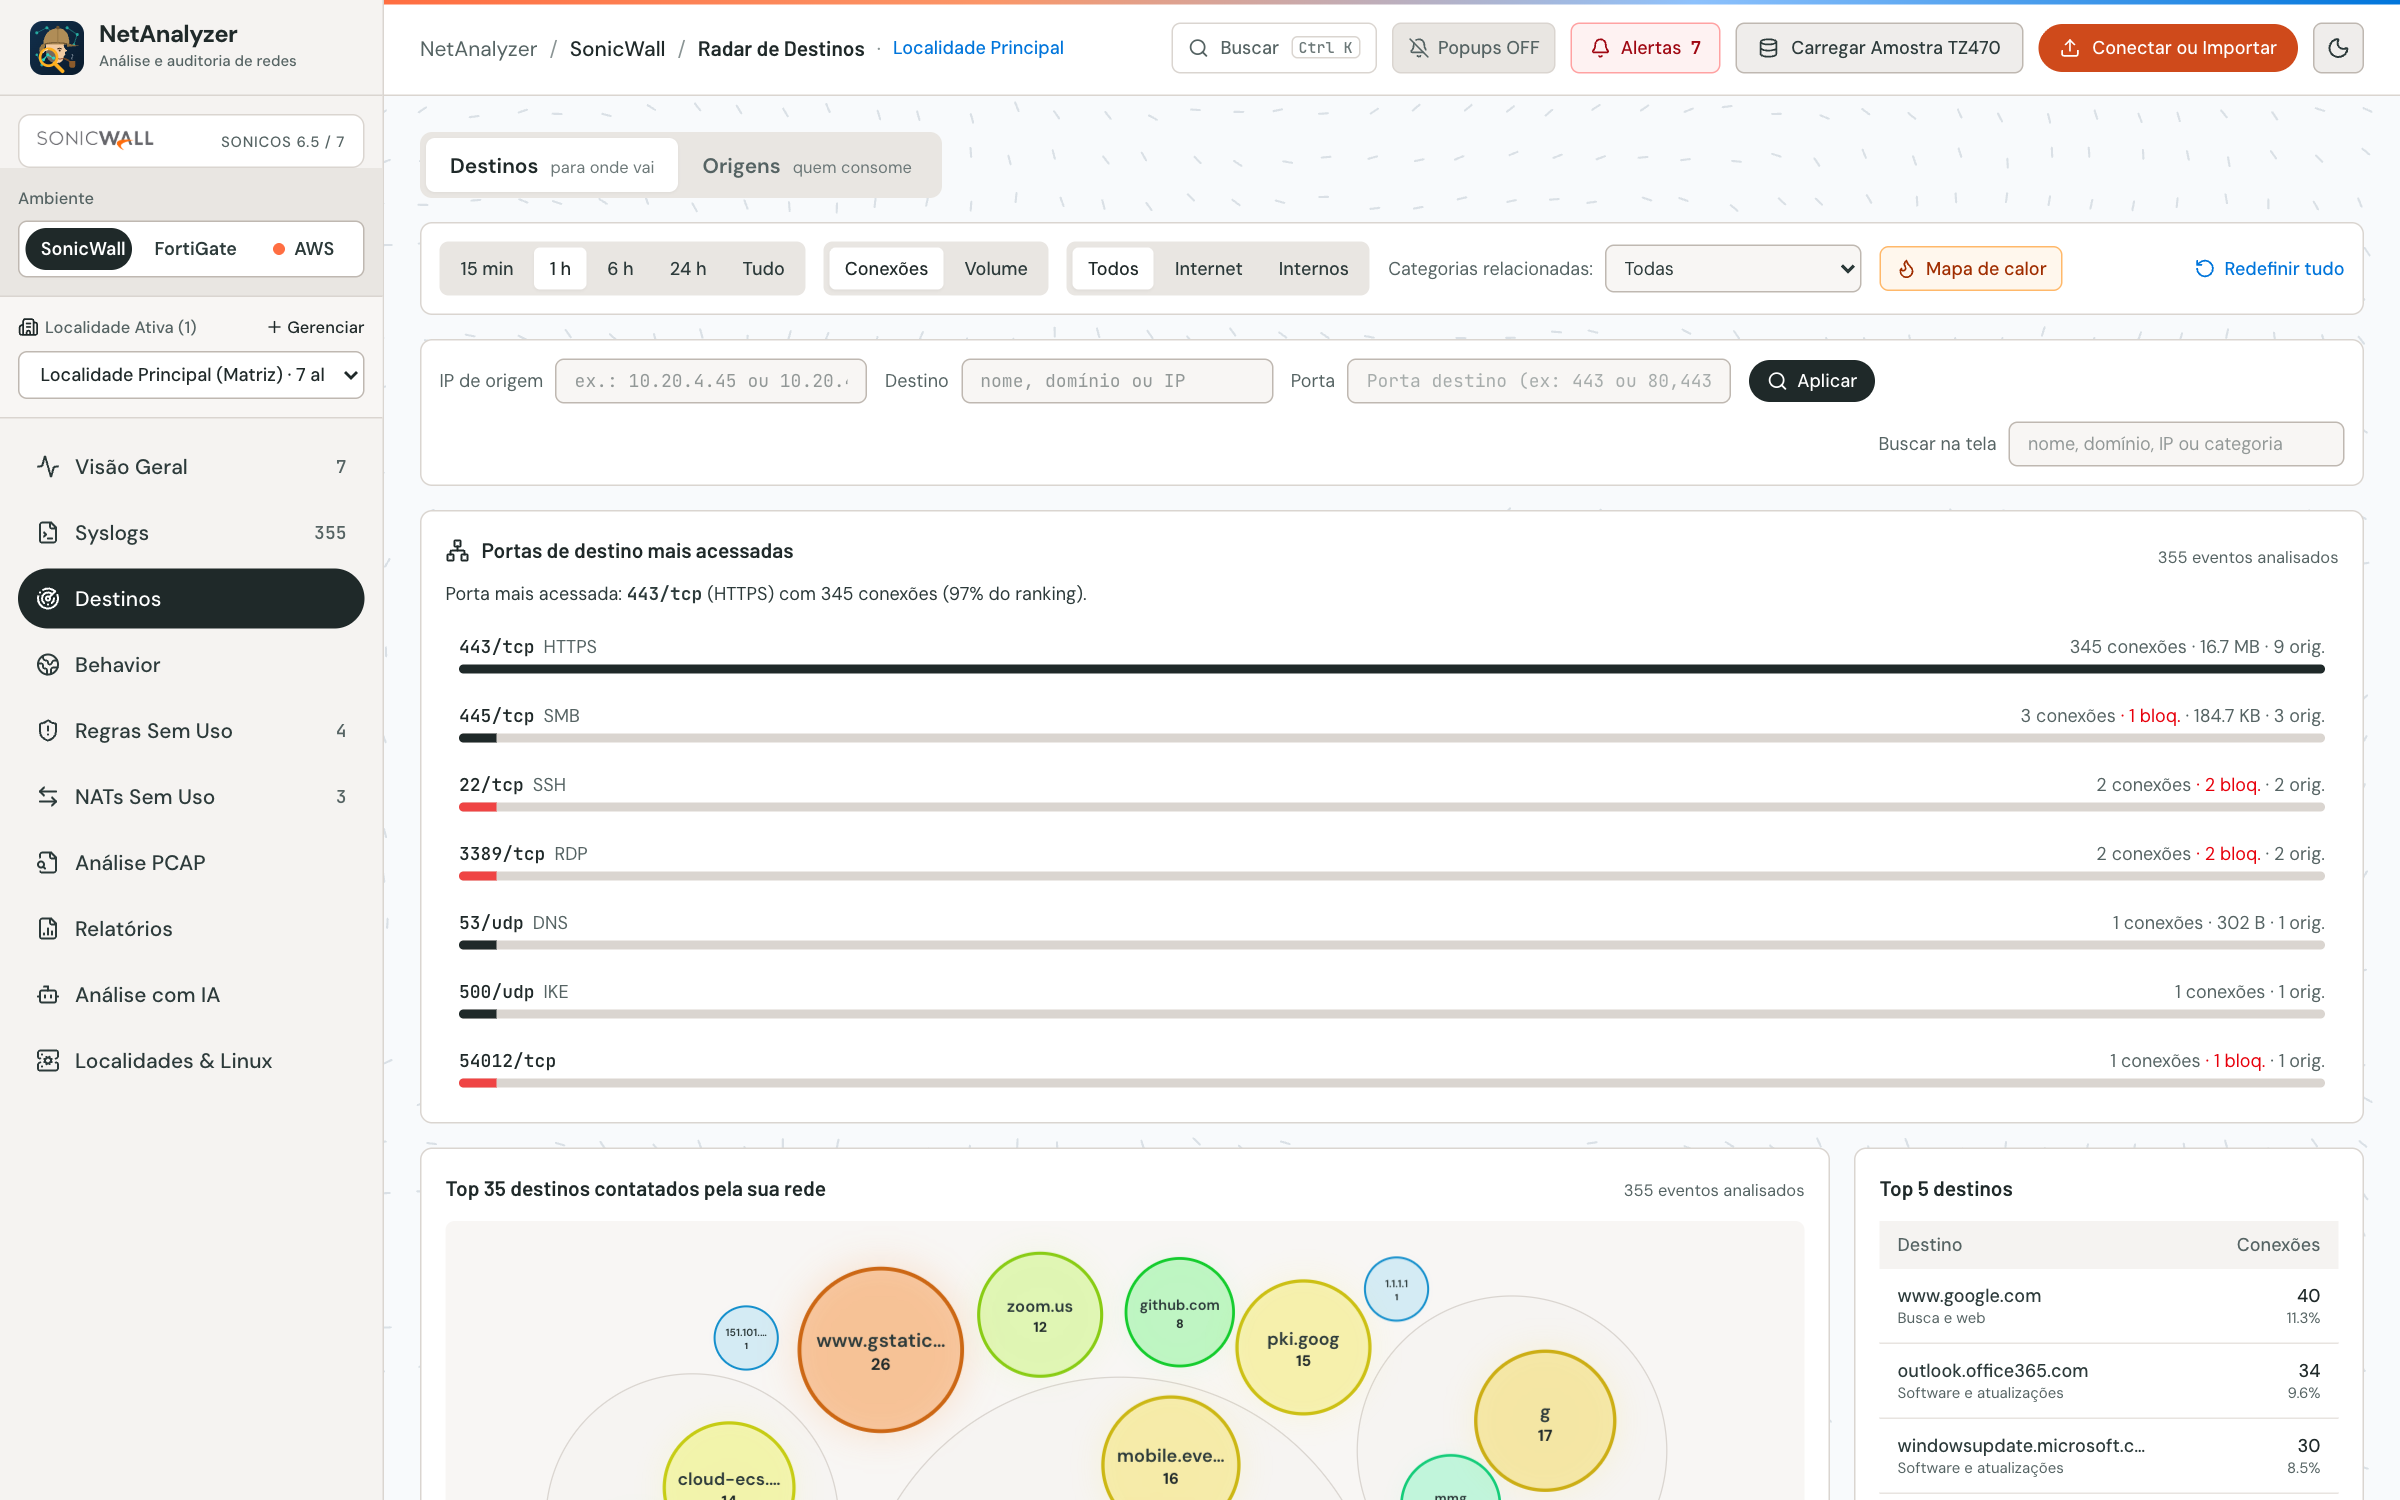 NetAnalyzer
Análise e auditoria de redes
NetAnalyzer / SonicWall / Radar de Destinos · Localidade Principal
Buscar Ctrl K
Popups OFF
Alertas 7
Carregar Amostra TZ470
Conectar ou Importar
SONICWALL SONICOS 6.5 / 7
Ambiente
SonicWall FortiGate AWS
Localidade Ativa (1) + Gerenciar
Localidade Principal (Matriz) · 7 al
Visão Geral 7
Syslogs 355
Destinos
Behavior
Regras Sem Uso 4
NATs Sem Uso 3
Análise PCAP
Relatórios
Análise com IA
Localidades & Linux
Destinos para onde vai Origens quem consome
15 min 1 h 6 h 24 h Tudo Conexões Volume Todos Internet Internos Categorias relacionadas: Todas Mapa de calor Redefinir tudo
IP de origem ex.: 10.20.4.45 ou 10.20. Destino nome, domínio ou IP Porta Porta destino (ex: 443 ou 80,443 Aplicar
Buscar na tela nome, domínio, IP ou categoria
Portas de destino mais acessadas 355 eventos analisados
Porta mais acessada: 443/tcp (HTTPS) com 345 conexões (97% do ranking).
443/tcp HTTPS 345 conexões · 16.7 MB · 9 orig.
445/tcp SMB 3 conexões · 1 bloq. · 184.7 KB · 3 orig.
22/tcp SSH 2 conexões · 2 bloq. · 2 orig.
3389/tcp RDP 2 conexões · 2 bloq. · 2 orig.
53/udp DNS 1 conexões · 302 B · 1 orig.
500/udp IKE 1 conexões · 1 orig.
54012/tcp 1 conexões · 1 bloq. · 1 orig.
Top 35 destinos contatados pela sua rede 355 eventos analisados
151.101.…
1
www.gstatic…
26
zoom.us
12
github.com
8
pki.goog
15
1.1.1.1
1
g
17
mobile.eve…
16
cloud-ecs.…
14
mmg
Top 5 destinos
Destino Conexões
www.google.com 40
Busca e web 11.3%
outlook.office365.com 34
Software e atualizações 9.6%
windowsupdate.microsoft.c… 30
Software e atualizações 8.5%